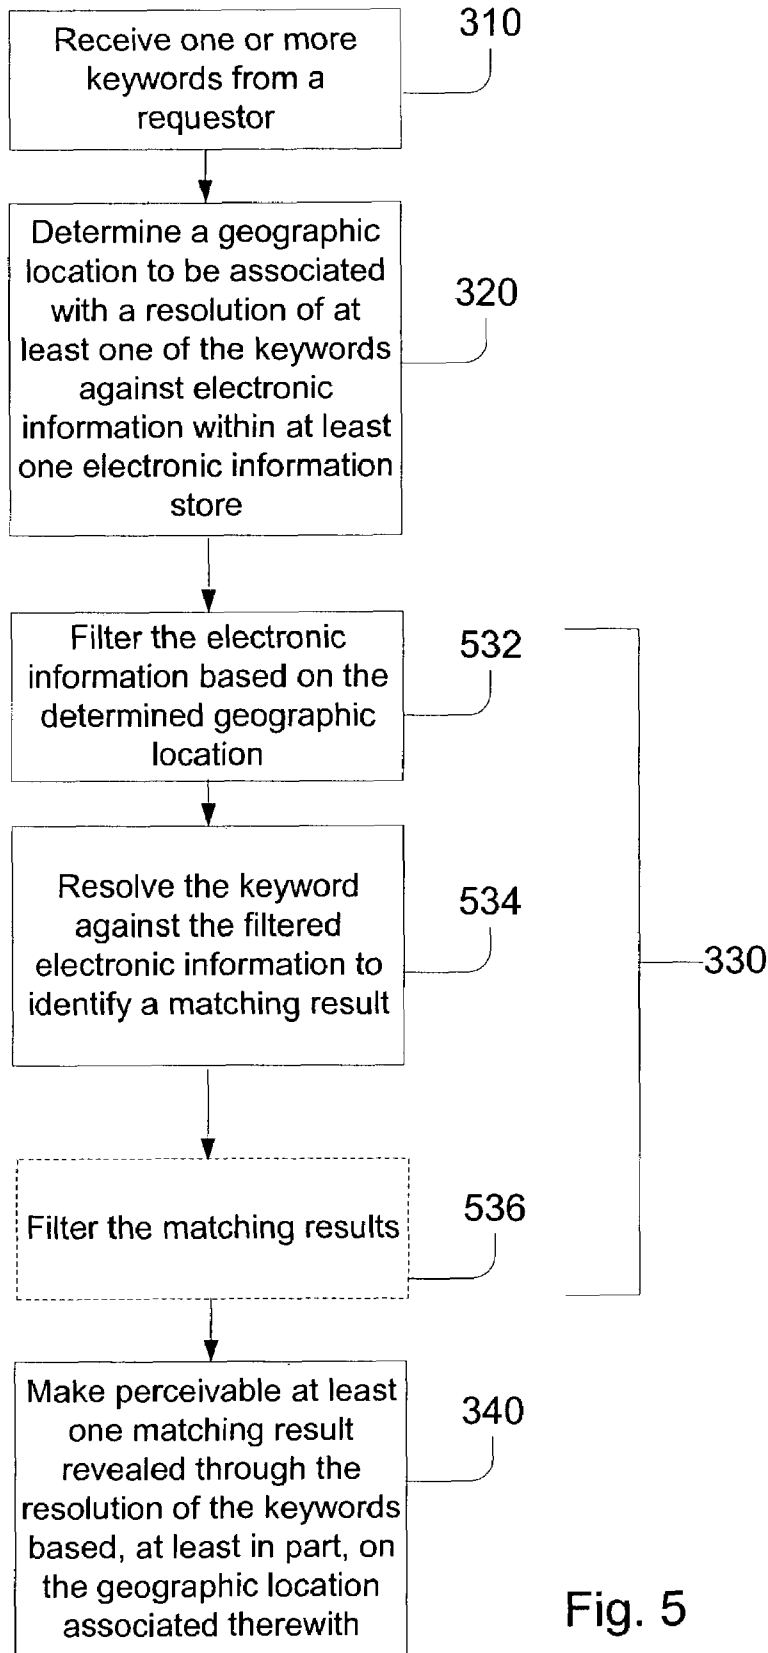 Receive one or more
keywords from a
requestor
310
Determine a geographic
location to be associated
with a resolution of at
least one of the keywords
against electronic
information within at least
one electronic information
store
320
Filter the electronic
information based on the
determined geographic
location
532
Resolve the keyword
against the filtered
electronic information to
identify a matching result
534
330
Filter the matching results
536
Make perceivable at least
one matching result
revealed through the
resolution of the keywords
based, at least in part, on
the geographic location
associated therewith
340
Fig. 5